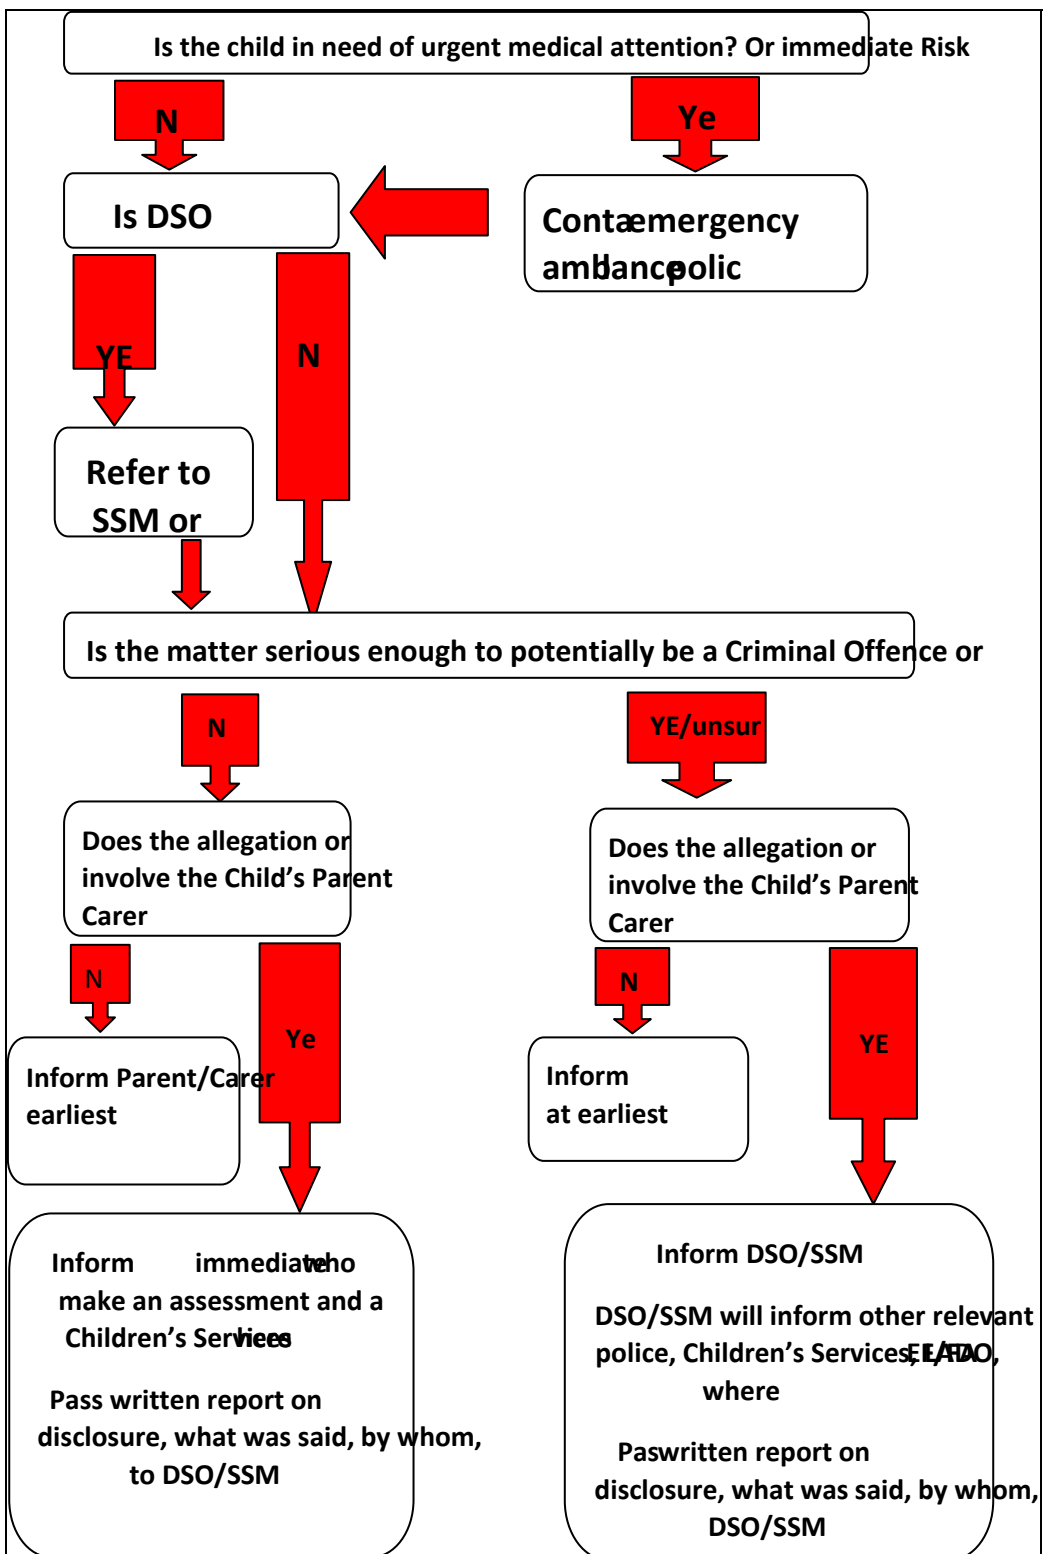 Is the child in need of urgent medical attention? Or immediate Risk
N
Ye
Is DSO
emergency
YE
N
Refer to
SSM or
Is the matter serious enough to potentially be a Criminal Offence or
N
YE/unsur
Does the allegation or
involve the Child's Parent
Carer
Does the allegation or
involve the Child's Parent
Carer
N
Ye
N
YE
Inform Parent/Carer
earliest
Inform
at earliest
Inform
make an assessment and a
Children's
Pass written report on
disclosure, what was said, by whom,
to DSO/SSM
Inform DSO/SSM
DSO/SSM will inform other relevant
police, Children's Services,
where
written report on
disclosure, what was said, by whom,
DSO/SSM